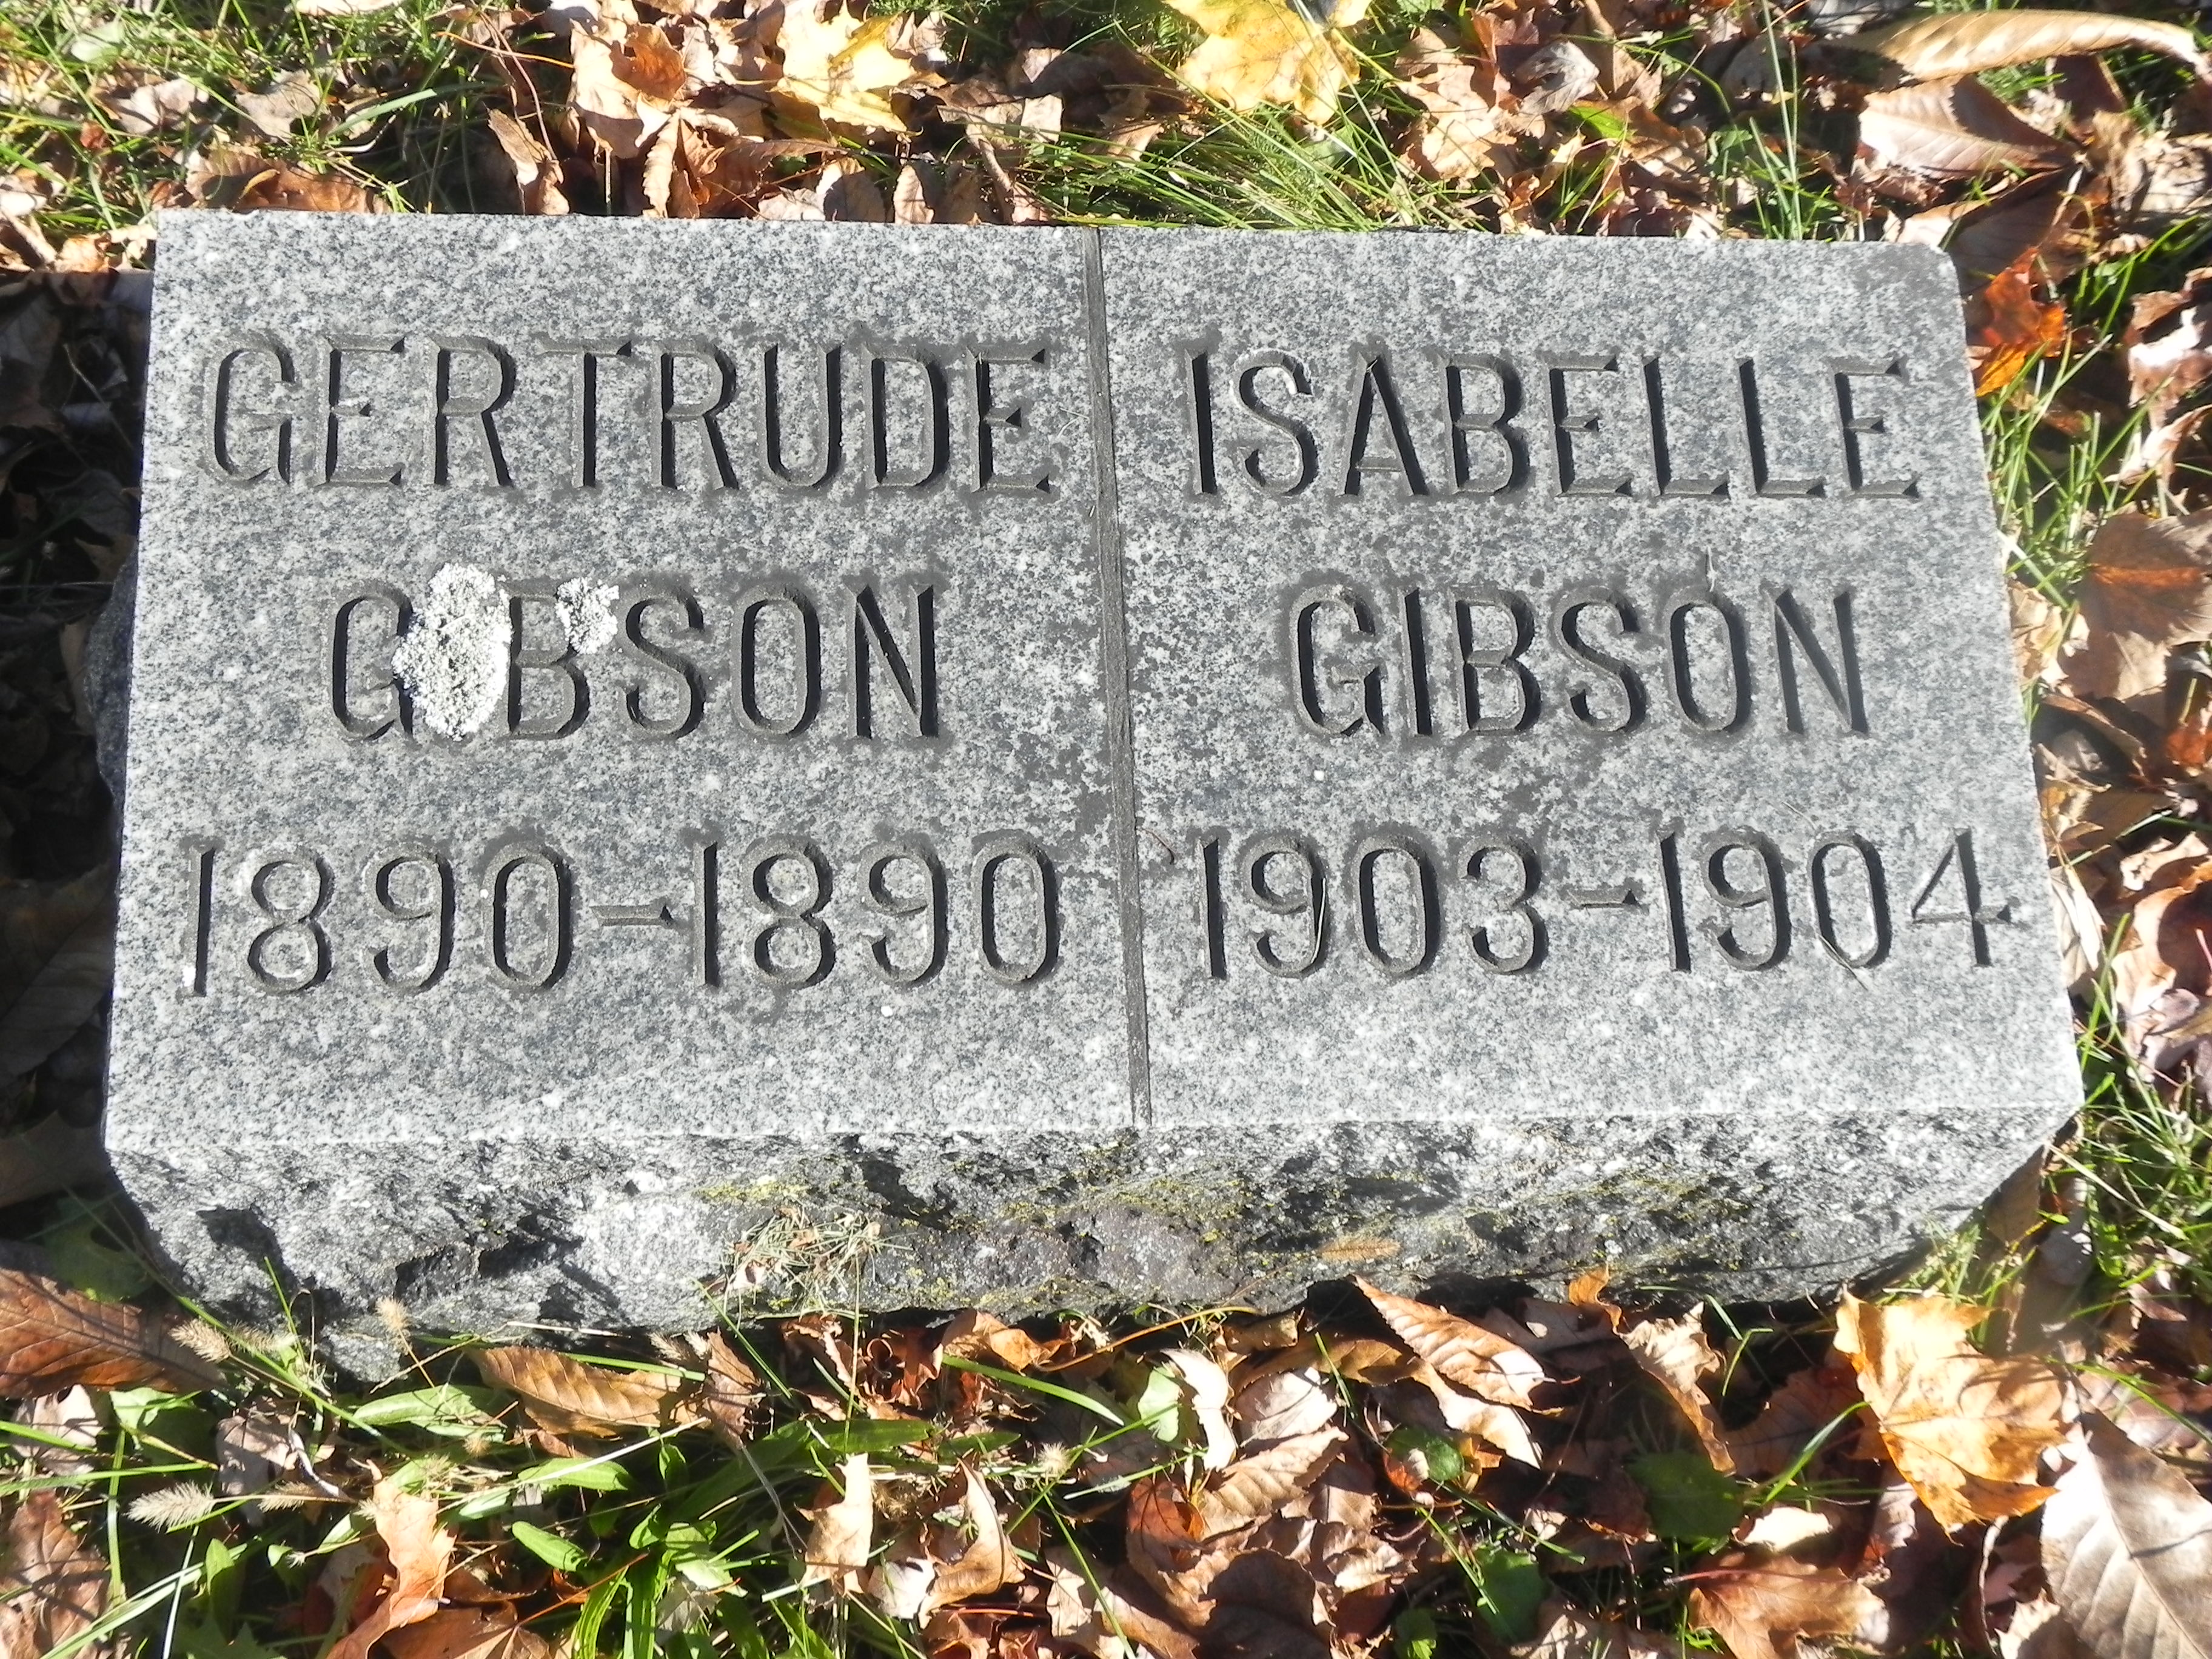 GERTRUDE
GIBSON
1890-1890
ISABELLE
GIBSON
1903-1904